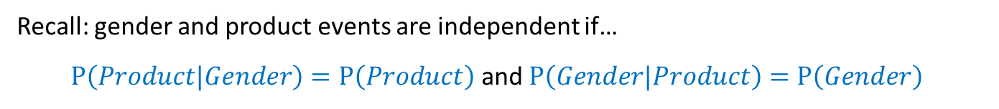 Recall: gender and product events are independent if…
P(Product|Gender) = P(Product) and P(Gender|Product) = P(Gender)